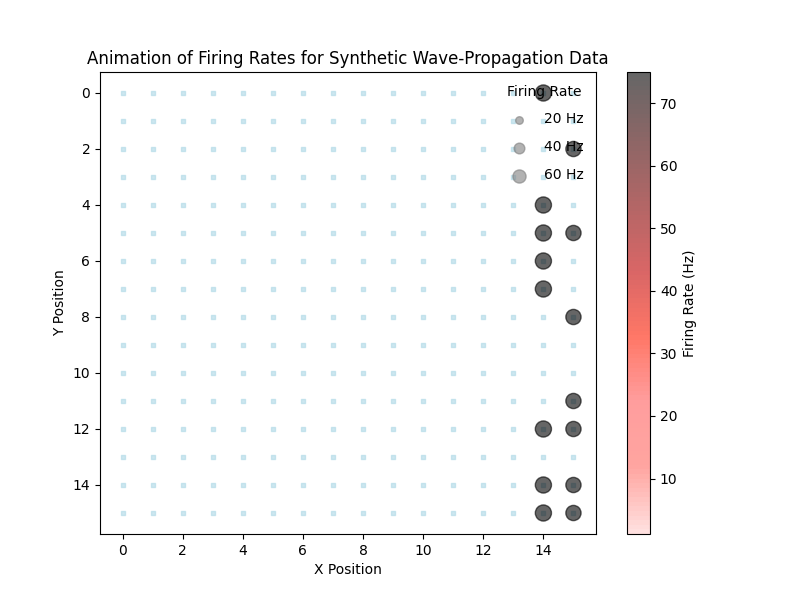 Animation of Firing Rates for Synthetic Wave-Propagation Data
Firing Rate
20 Hz
40 Hz
60 Hz
0
2
4
6
8
10
12
14
Y Position
0 2 4 6 8 10 12 14
X Position
70
60
50
40
30
20
10
Firing Rate (Hz)